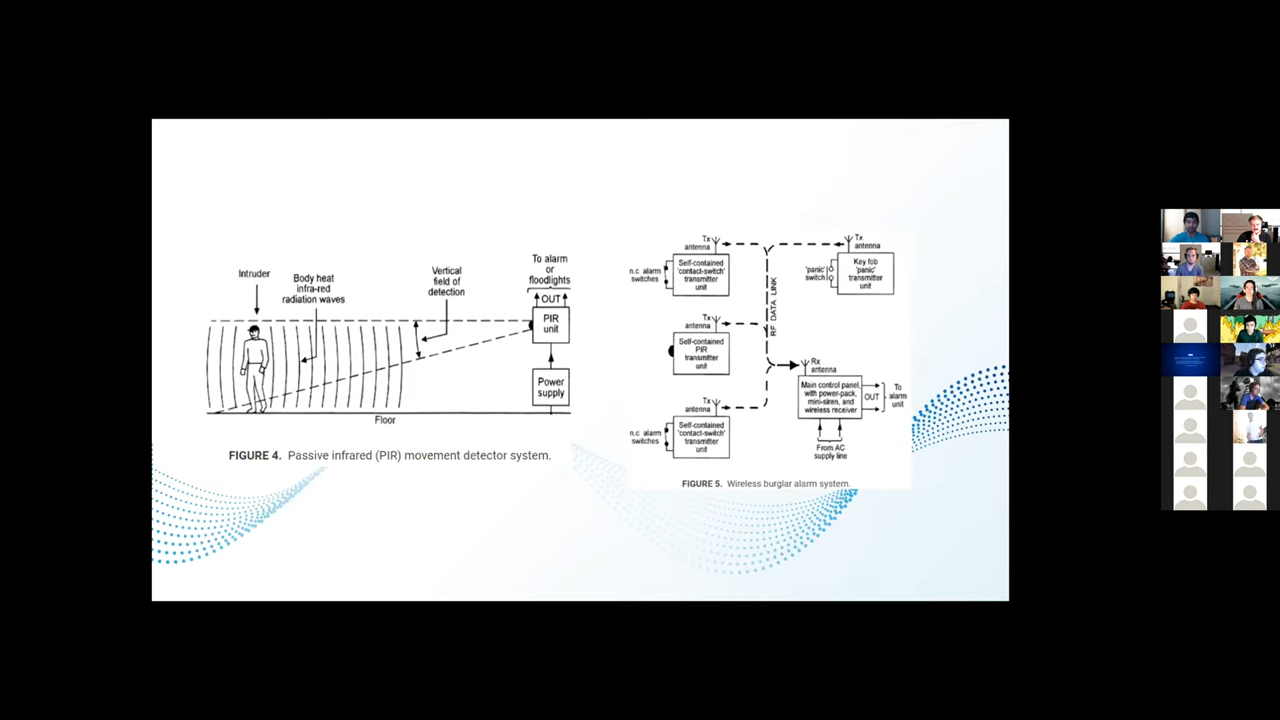 Intruder
Body heat
infra-red
radiation waves
Vertical
field of
detection
To alarm
or
floodlights
OUT
PIR
unit
Power
supply
Floor
FIGURE 4. Passive infrared (PIR) movement detector system.
Tx
antenna
n.c alarm
switches
Self-contained
'contact-switch'
transmitter
unit
Tx
antenna
Self-contained
PIR
transmitter
unit
Tx
antenna
n.c alarm
switches
Self-contained
'contact-switch'
transmitter
unit
RF DATA LINK
Tx
antenna
'panic'
switch
Key fob
'panic'
transmitter
unit
Rx
antenna
Main control panel,
with power-pack,
mini-siren, and
wireless receiver
OUT
To
alarm
unit
From AC
supply line
FIGURE 5. Wireless burglar alarm system.